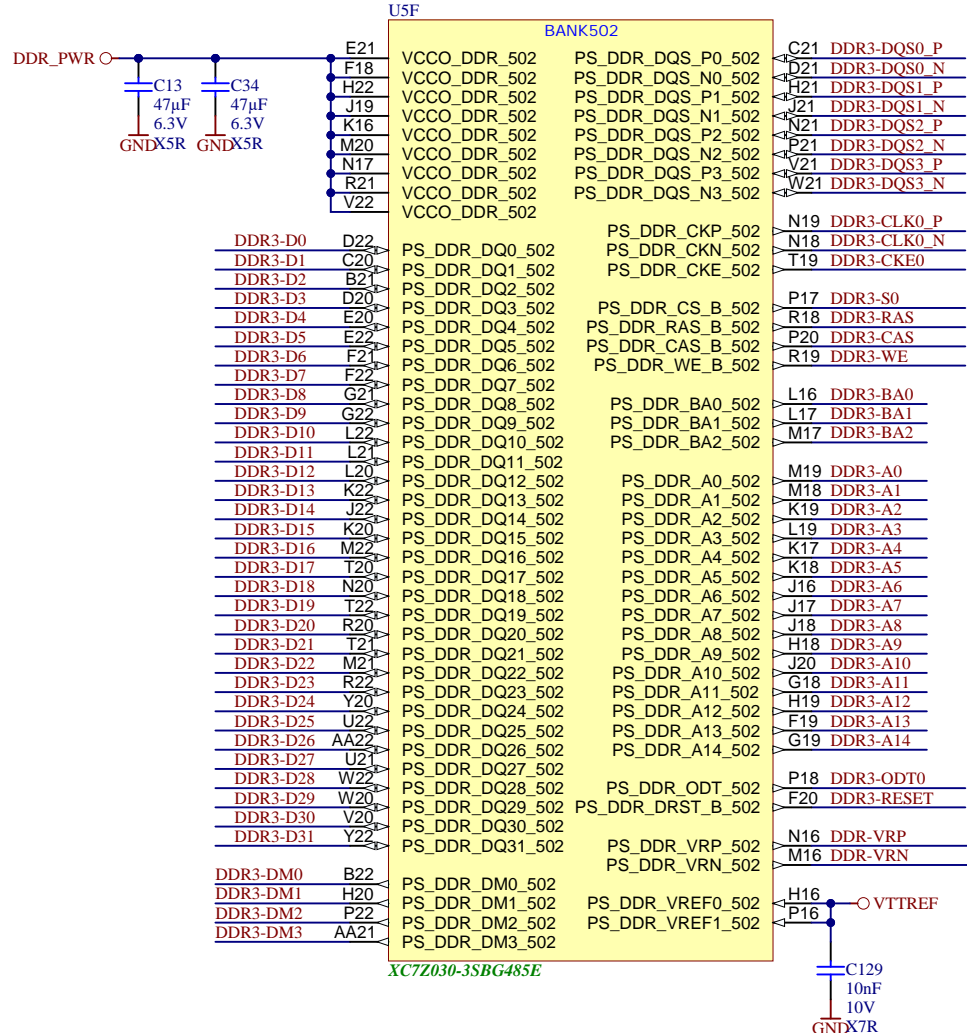 U5F
BANK502
DDR_PWR
E21 VCCO_DDR_502 PS_DDR_DQS_P0_502 C21 DDR3-DQS0_P
F18 VCCO_DDR_502 PS_DDR_DQS_N0_502 D21 DDR3-DQS0_N
H22 VCCO_DDR_502 PS_DDR_DQS_P1_502 H21 DDR3-DQS1_P
J19 VCCO_DDR_502 PS_DDR_DQS_N1_502 J21 DDR3-DQS1_N
K16 VCCO_DDR_502 PS_DDR_DQS_P2_502 N21 DDR3-DQS2_P
M20 VCCO_DDR_502 PS_DDR_DQS_N2_502 P21 DDR3-DQS2_N
N17 VCCO_DDR_502 PS_DDR_DQS_P3_502 V21 DDR3-DQS3_P
R21 VCCO_DDR_502 PS_DDR_DQS_N3_502 W21 DDR3-DQS3_N
V22 VCCO_DDR_502
C13
47µF
6.3V
X5R
GND
C34
47µF
6.3V
X5R
GND
PS_DDR_CKP_502 N19 DDR3-CLK0_P
DDR3-D0 D22 PS_DDR_DQ0_502 PS_DDR_CKN_502 N18 DDR3-CLK0_N
DDR3-D1 C20 PS_DDR_DQ1_502 PS_DDR_CKE_502 T19 DDR3-CKE0
DDR3-D2 B21 PS_DDR_DQ2_502
DDR3-D3 D20 PS_DDR_DQ3_502 PS_DDR_CS_B_502 P17 DDR3-S0
DDR3-D4 E20 PS_DDR_DQ4_502 PS_DDR_RAS_B_502 R18 DDR3-RAS
DDR3-D5 E22 PS_DDR_DQ5_502 PS_DDR_CAS_B_502 P20 DDR3-CAS
DDR3-D6 F21 PS_DDR_DQ6_502 PS_DDR_WE_B_502 R19 DDR3-WE
DDR3-D7 F22 PS_DDR_DQ7_502
DDR3-D8 G21 PS_DDR_DQ8_502 PS_DDR_BA0_502 L16 DDR3-BA0
DDR3-D9 G22 PS_DDR_DQ9_502 PS_DDR_BA1_502 L17 DDR3-BA1
DDR3-D10 L22 PS_DDR_DQ10_502 PS_DDR_BA2_502 M17 DDR3-BA2
DDR3-D11 L21 PS_DDR_DQ11_502
DDR3-D12 L20 PS_DDR_DQ12_502 PS_DDR_A0_502 M19 DDR3-A0
DDR3-D13 K22 PS_DDR_DQ13_502 PS_DDR_A1_502 M18 DDR3-A1
DDR3-D14 J22 PS_DDR_DQ14_502 PS_DDR_A2_502 K19 DDR3-A2
DDR3-D15 K20 PS_DDR_DQ15_502 PS_DDR_A3_502 L19 DDR3-A3
DDR3-D16 M22 PS_DDR_DQ16_502 PS_DDR_A4_502 K17 DDR3-A4
DDR3-D17 T20 PS_DDR_DQ17_502 PS_DDR_A5_502 K18 DDR3-A5
DDR3-D18 N20 PS_DDR_DQ18_502 PS_DDR_A6_502 J16 DDR3-A6
DDR3-D19 T22 PS_DDR_DQ19_502 PS_DDR_A7_502 J17 DDR3-A7
DDR3-D20 R20 PS_DDR_DQ20_502 PS_DDR_A8_502 J18 DDR3-A8
DDR3-D21 T21 PS_DDR_DQ21_502 PS_DDR_A9_502 H18 DDR3-A9
DDR3-D22 M21 PS_DDR_DQ22_502 PS_DDR_A10_502 J20 DDR3-A10
DDR3-D23 R22 PS_DDR_DQ23_502 PS_DDR_A11_502 G18 DDR3-A11
DDR3-D24 Y20 PS_DDR_DQ24_502 PS_DDR_A12_502 H19 DDR3-A12
DDR3-D25 U22 PS_DDR_DQ25_502 PS_DDR_A13_502 F19 DDR3-A13
DDR3-D26 AA22 PS_DDR_DQ26_502 PS_DDR_A14_502 G19 DDR3-A14
DDR3-D27 U21 PS_DDR_DQ27_502
DDR3-D28 W22 PS_DDR_DQ28_502 PS_DDR_ODT_502 P18 DDR3-ODT0
DDR3-D29 W20 PS_DDR_DQ29_502 PS_DDR_DRST_B_502 F20 DDR3-RESET
DDR3-D30 V20 PS_DDR_DQ30_502
DDR3-D31 Y22 PS_DDR_DQ31_502 PS_DDR_VRP_502 N16 DDR-VRP
PS_DDR_VRN_502 M16 DDR-VRN
DDR3-DM0 B22 PS_DDR_DM0_502
DDR3-DM1 H20 PS_DDR_DM1_502 PS_DDR_VREF0_502 H16 VTTREF
DDR3-DM2 P22 PS_DDR_DM2_502 PS_DDR_VREF1_502 P16
DDR3-DM3 AA21 PS_DDR_DM3_502
XC7Z030-3SBG485E
C129
10nF
10V
X7R
GND